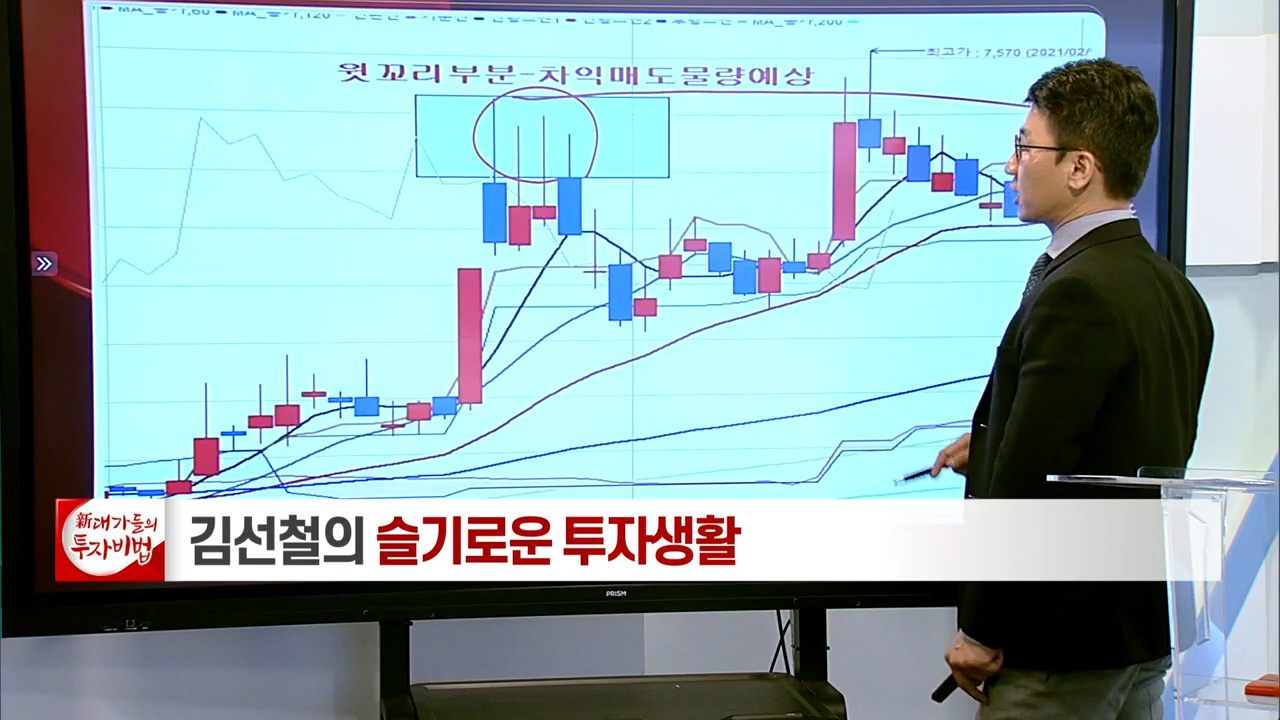 최고가 : 7,570 (2021/02/
윗꼬리부분-차익매도물량예상
新대가들의
투자비법
김선철의 슬기로운 투자생활
PRISM